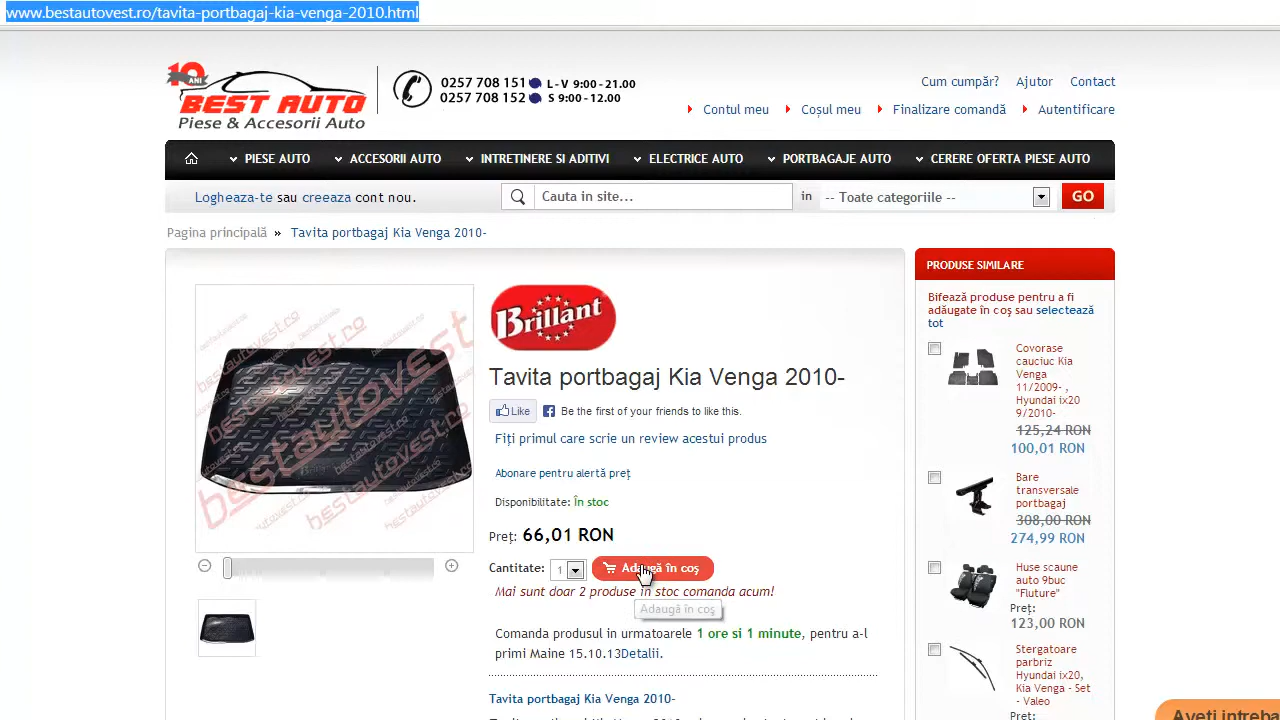 www.bestautovest.ro/tavita-portbagaj-kia-venga-2010.html
10 ANI
BEST AUTO
Piese & Accesorii Auto
0257 708 151 L - V 9:00 - 21.00
0257 708 152 S 9:00 - 12.00
Cum cumpăr? Ajutor Contact
Contul meu Coșul meu Finalizare comandă Autentificare
PIESE AUTO ACCESORII AUTO INTRETINERE SI ADITIVI ELECTRICE AUTO PORTBAGAJE AUTO CERERE OFERTA PIESE AUTO
Logheaza-te sau creeaza cont nou.
Cauta in site...
in
-- Toate categoriile --
GO
Pagina principală » Tavita portbagaj Kia Venga 2010-
bestautovest.ro
Brillant
Tavita portbagaj Kia Venga 2010-
Like
Be the first of your friends to like this.
Fiți primul care scrie un review acestui produs
Abonare pentru alertă preț
Disponibilitate: În stoc
Preț: 66,01 RON
Cantitate: 1 Adaugă în coș
Mai sunt doar 2 produse in stoc comanda acum!
Adaugă în coș
Comanda produsul in urmatoarele 1 ore si 1 minute, pentru a-l
primi Maine 15.10.13Detalii.
Tavita portbagaj Kia Venga 2010-
PRODUSE SIMILARE
Bifează produse pentru a fi
adăugate în coș sau selectează
tot
Covorase
cauciuc Kia
Venga
11/2009- ,
Hyundai ix20
9/2010-
125,24 RON
100,01 RON
Bare
transversale
portbagaj
308,00 RON
274,99 RON
Huse scaune
auto 9buc
"Fluture"
Preț:
123,00 RON
Stergatoare
parbriz
Hyundai ix20,
Kia Venga - Set
- Valeo
Preț:
Aveti intreba